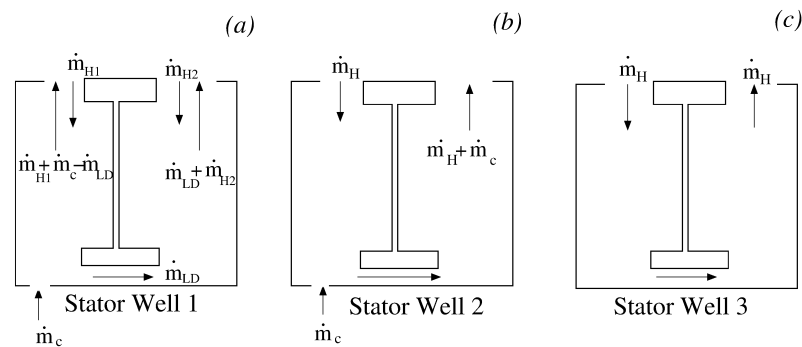 (a) (b) (c)
ṁH1 ṁH2 ṁH ṁH ṁH
ṁH1+ṁc−ṁLD ṁLD+ṁH2 ṁH+ṁc
ṁLD
Stator Well 1 Stator Well 2 Stator Well 3
ṁc ṁc